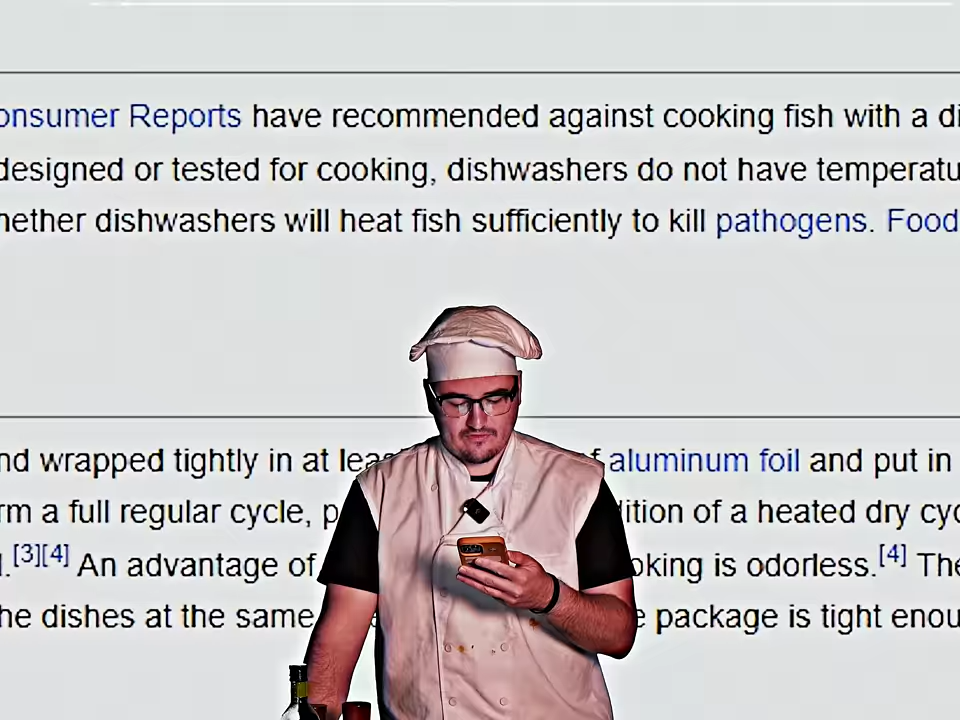 onsumer Reports have recommended against cooking fish with a di
designed or tested for cooking, dishwashers do not have temperatu
hether dishwashers will heat fish sufficiently to kill pathogens. Food
nd wrapped tightly in at leas f aluminum foil and put in
rm a full regular cycle, p dition of a heated dry cyc
l.[3][4] An advantage of oking is odorless.[4] The
he dishes at the same e package is tight enou